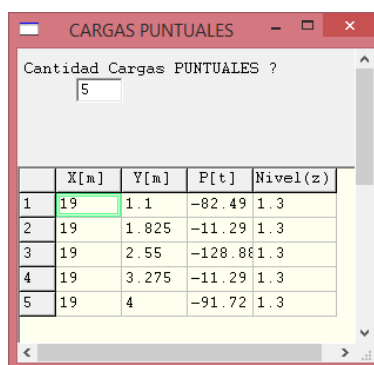 CARGAS PUNTUALES
Cantidad Cargas PUNTUALES ?
5
X[m] Y[m] P[t] Nivel(z)
1 19 1.1 -82.49 1.3
2 19 1.825 -11.29 1.3
3 19 2.55 -128.88 1.3
4 19 3.275 -11.29 1.3
5 19 4 -91.72 1.3